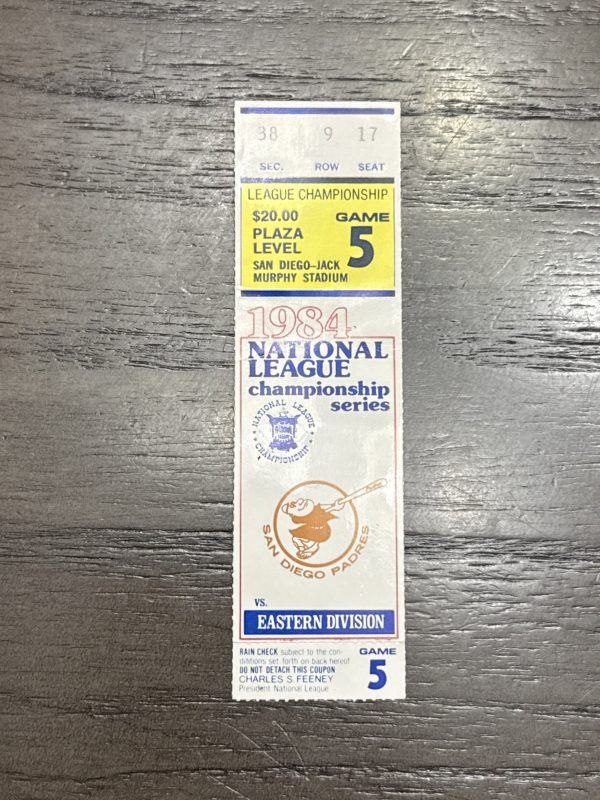 38 9 17
SEC. ROW SEAT
LEAGUE CHAMPIONSHIP
$20.00 GAME
PLAZA
LEVEL 5
SAN DIEGO–JACK
MURPHY STADIUM
1984
NATIONAL
LEAGUE
championship
series
NATIONAL LEAGUE
CHAMPIONSHIP
SAN DIEGO PADRES
VS.
EASTERN DIVISION
RAIN CHECK subject to the con-
ditions set forth on back hereof
DO NOT DETACH THIS COUPON
CHARLES S. FEENEY
President National League
GAME
5